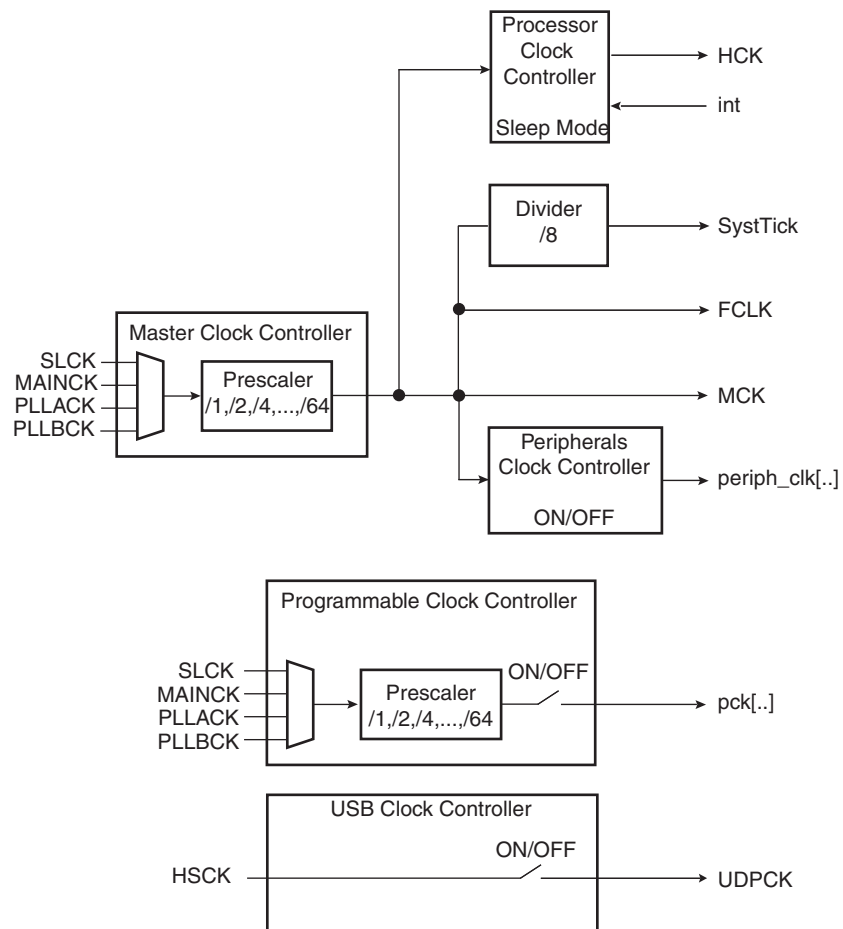 Processor
Clock
Controller
Sleep Mode
HCK
int
Divider
/8
SystTick
FCLK
Master Clock Controller
SLCK
MAINCK
PLLACK
PLLBCK
Prescaler
/1,/2,/4,...,/64
MCK
Peripherals
Clock Controller
ON/OFF
periph_clk[..]
Programmable Clock Controller
SLCK
MAINCK
PLLACK
PLLBCK
Prescaler
/1,/2,/4,...,/64
ON/OFF
pck[..]
USB Clock Controller
HSCK
ON/OFF
UDPCK